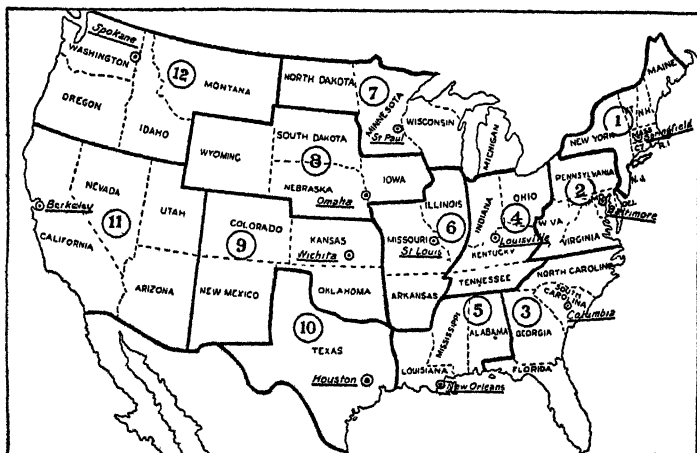 Spokane
WASHINGTON
12
MONTANA
NORTH DAKOTA
7
MINNESOTA
MAINE
OREGON
IDAHO
WYOMING
SOUTH DAKOTA
8
NEBRASKA
Omaha
St Paul
WISCONSIN
MICHIGAN
NEW YORK
1
N.H.
MASS
Springfield
CT.
R.I.
IOWA
PENNSYLVANIA
2
N.J.
DEL.
Baltimore
NEVADA
Berkeley
11
UTAH
CALIFORNIA
COLORADO
9
KANSAS
Wichita
ILLINOIS
6
MISSOURI
St Louis
INDIANA
OHIO
4
Louisville
KENTUCKY
W. VA.
VIRGINIA
ARIZONA
NEW MEXICO
OKLAHOMA
ARKANSAS
TENNESSEE
NORTH CAROLINA
SOUTH
CAROLINA
Columbia
10
TEXAS
Houston
LOUISIANA
New Orleans
MISSISSIPPI
5
ALABAMA
3
GEORGIA
FLORIDA